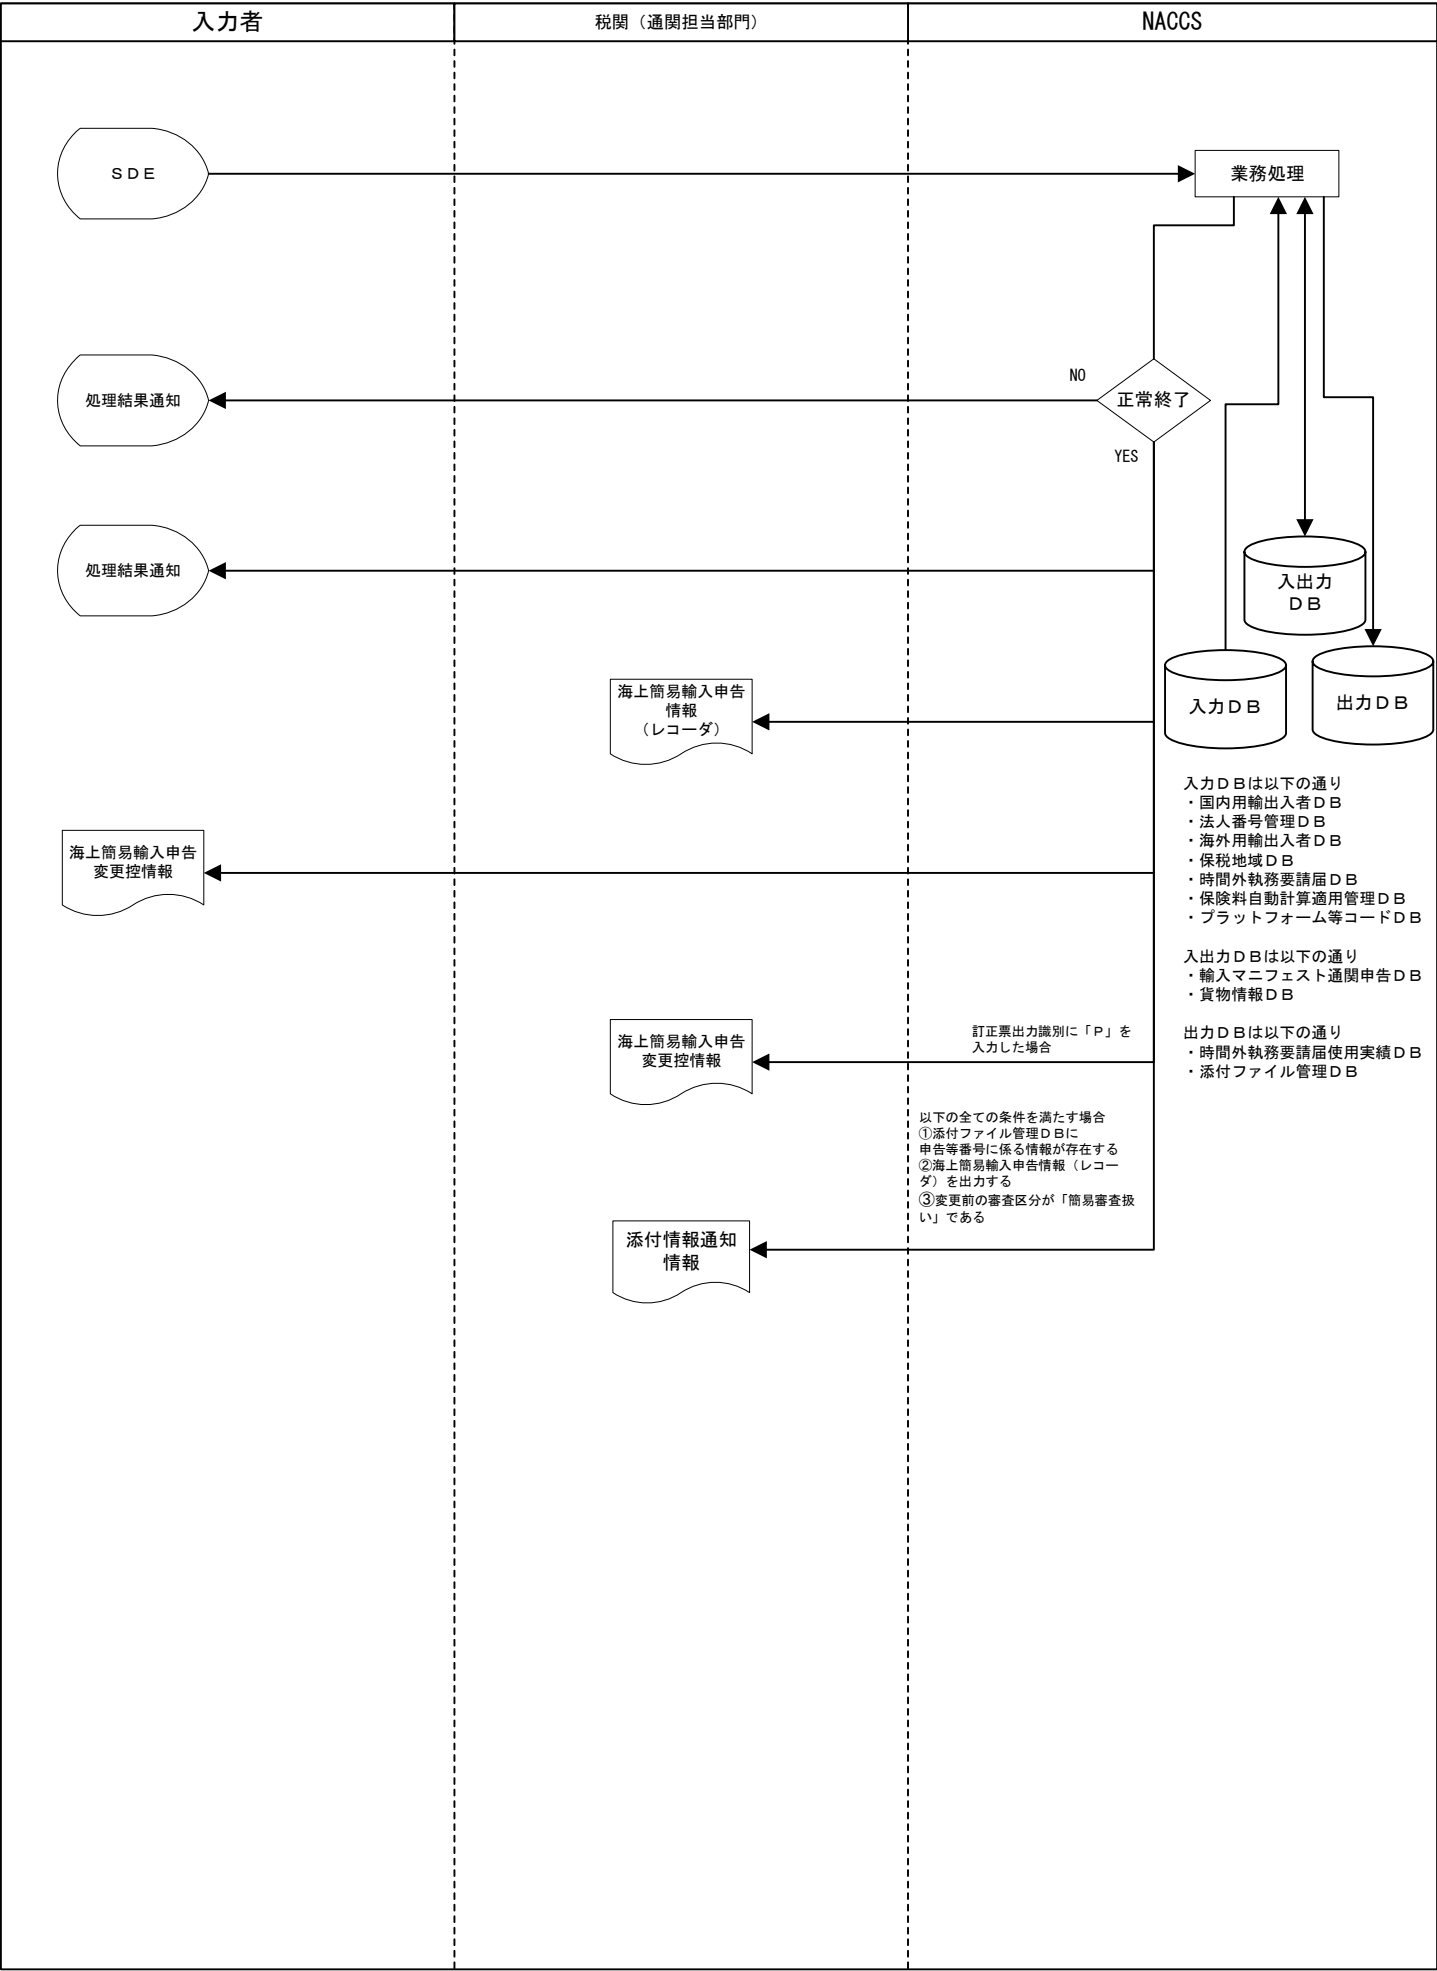 入力者
税関（通関担当部門）
NACCS
ＳＤＥ
業務処理
NO
処理結果通知
正常終了
YES
処理結果通知
入出力
ＤＢ
入力ＤＢ
出力ＤＢ
海上簡易輸入申告
情報
（レコーダ）
入力ＤＢは以下の通り
・国内用輸出入者ＤＢ
・法人番号管理ＤＢ
・海外用輸出入者ＤＢ
・保税地域ＤＢ
・時間外執務要請届ＤＢ
・保険料自動計算適用管理ＤＢ
・プラットフォーム等コードＤＢ
海上簡易輸入申告
変更控情報
入出力ＤＢは以下の通り
・輸入マニフェスト通関申告ＤＢ
・貨物情報ＤＢ
出力ＤＢは以下の通り
・時間外執務要請届使用実績ＤＢ
・添付ファイル管理ＤＢ
海上簡易輸入申告
変更控情報
訂正票出力識別に「Ｐ」を
入力した場合
以下の全ての条件を満たす場合
①添付ファイル管理ＤＢに
申告等番号に係る情報が存在する
②海上簡易輸入申告情報（レコー
ダ）を出力する
③変更前の審査区分が「簡易審査扱
い」である
添付情報通知
情報